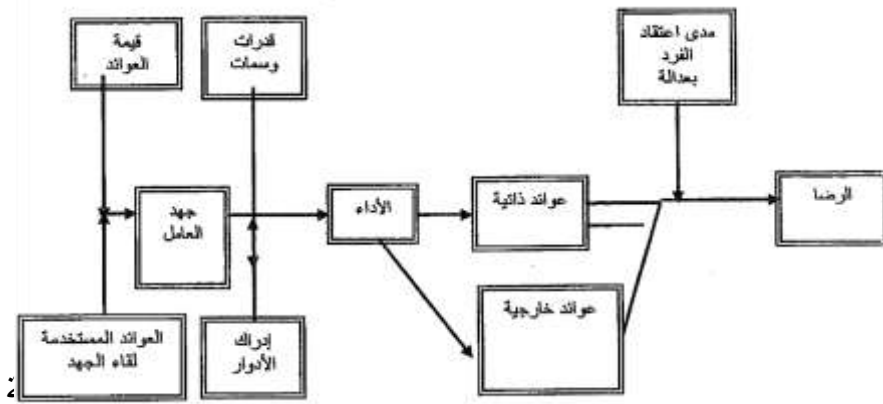 قيمة
العوائد
قدرات
وسمات
مدى اعتقاد
الفرد
بعدالة
جهد
العامل
الأداء
عوائد ذاتية
الرضا
عوائد خارجية
العوائد المستخدمة
لقاء الجهد
إدراك
الأدوار